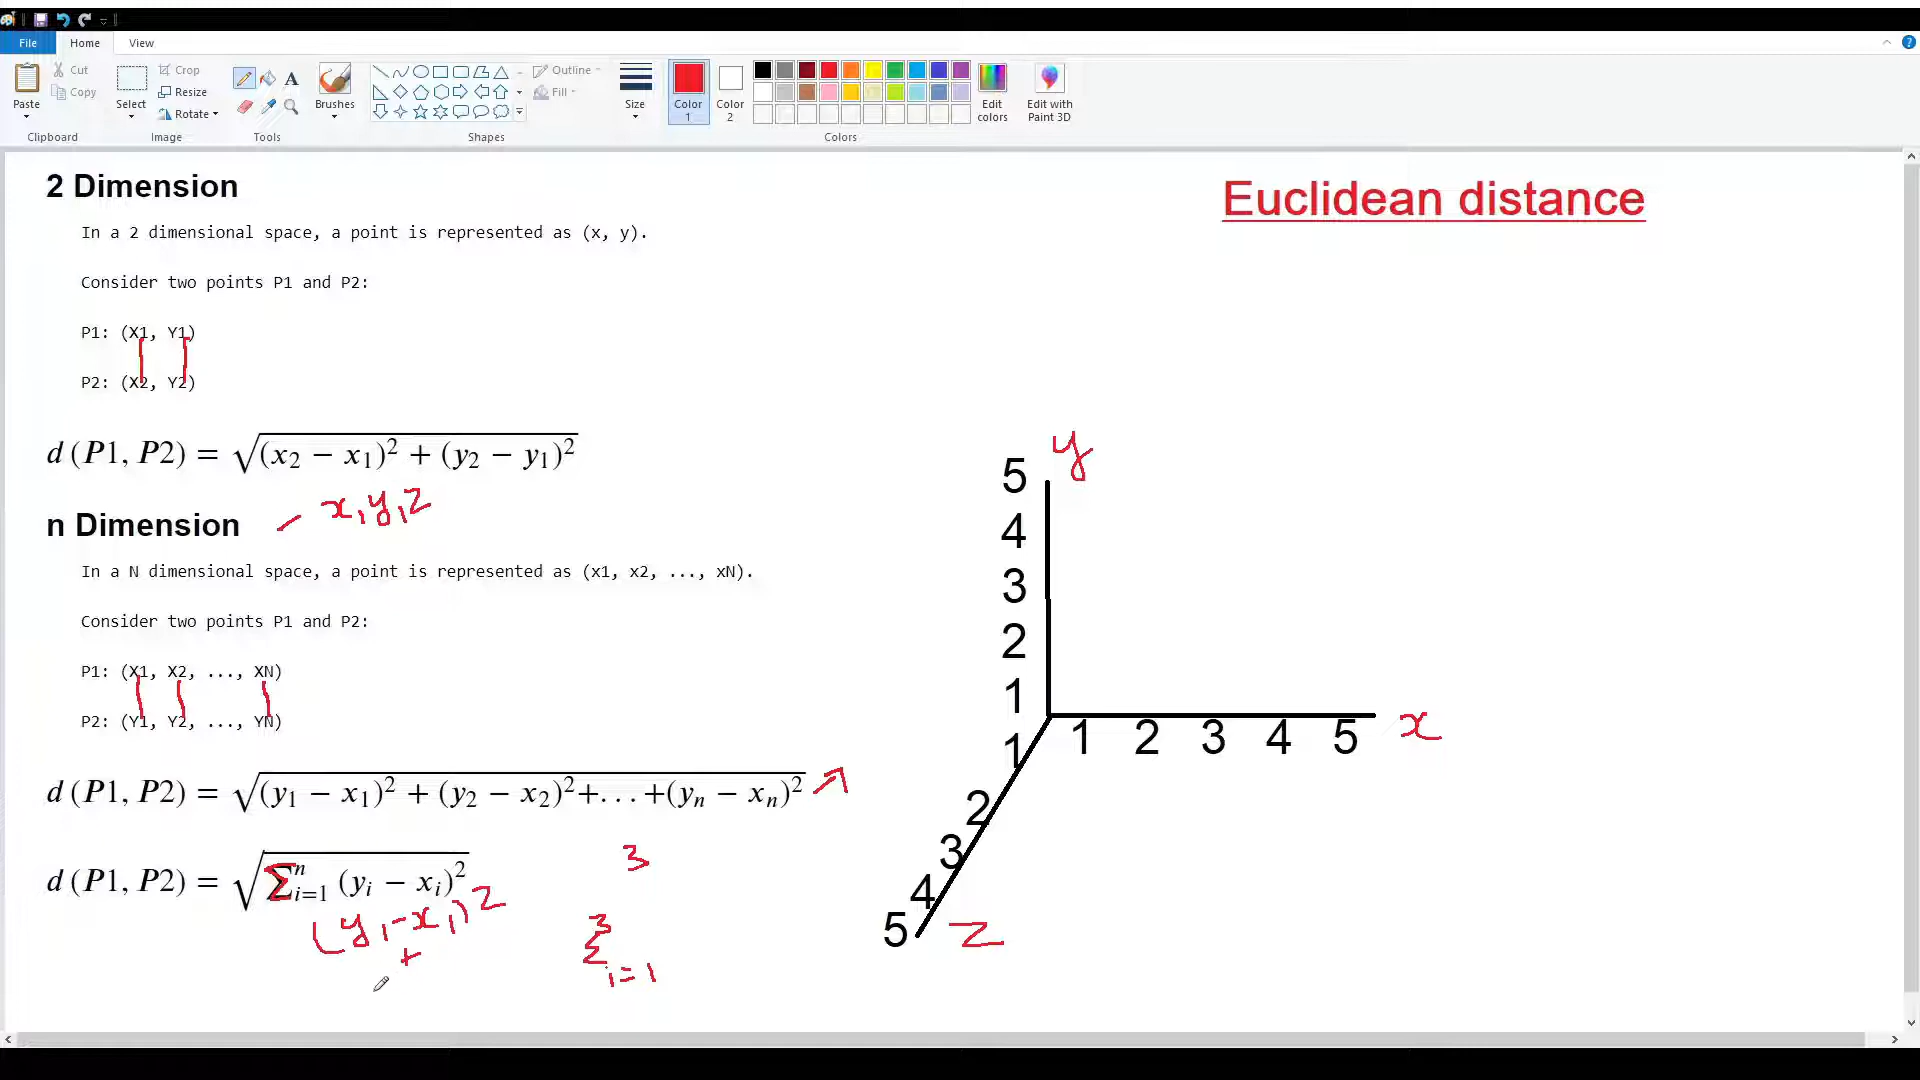 File Home View
Paste Cut Copy Clipboard
Select Crop Resize Rotate Image
A Tools
Brushes
Outline Fill Shapes
Size
Color 1 Color 2 Edit colors Edit with Paint 3D Colors
2 Dimension
Euclidean distance
In a 2 dimensional space, a point is represented as (x, y).
Consider two points P1 and P2:
P1: (X1, Y1)
P2: (X2, Y2)
d (P1, P2) = √(x₂ − x₁)² + (y₂ − y₁)²
x, y, z
n Dimension
In a N dimensional space, a point is represented as (x1, x2, ..., xN).
Consider two points P1 and P2:
P1: (X1, X2, ..., XN)
P2: (Y1, Y2, ..., YN)
d (P1, P2) = √(y₁ − x₁)² + (y₂ − x₂)²+...+(yₙ − xₙ)²
d (P1, P2) = √∑ⁿᵢ₌₁ (yᵢ − xᵢ)²
(y₁-x₁)²
+
3
3
Σ
i=1
y
5
4
3
2
1
1 2 3 4 5 x
1
2
3
4
5 z